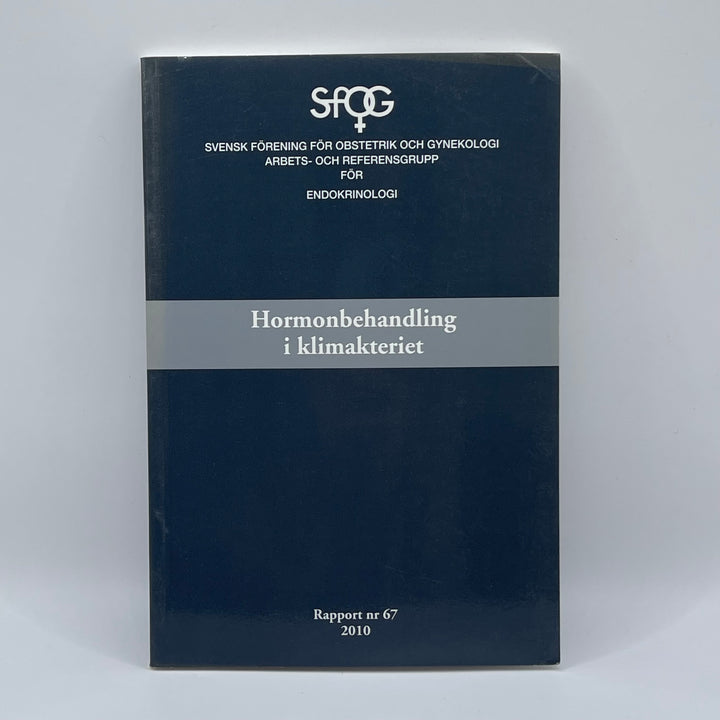 SfOG
SVENSK FÖRENING FÖR OBSTETRIK OCH GYNEKOLOGI
ARBETS- OCH REFERENSGRUPP
FÖR
ENDOKRINOLOGI
Hormonbehandling
i klimakteriet
Rapport nr 67
2010